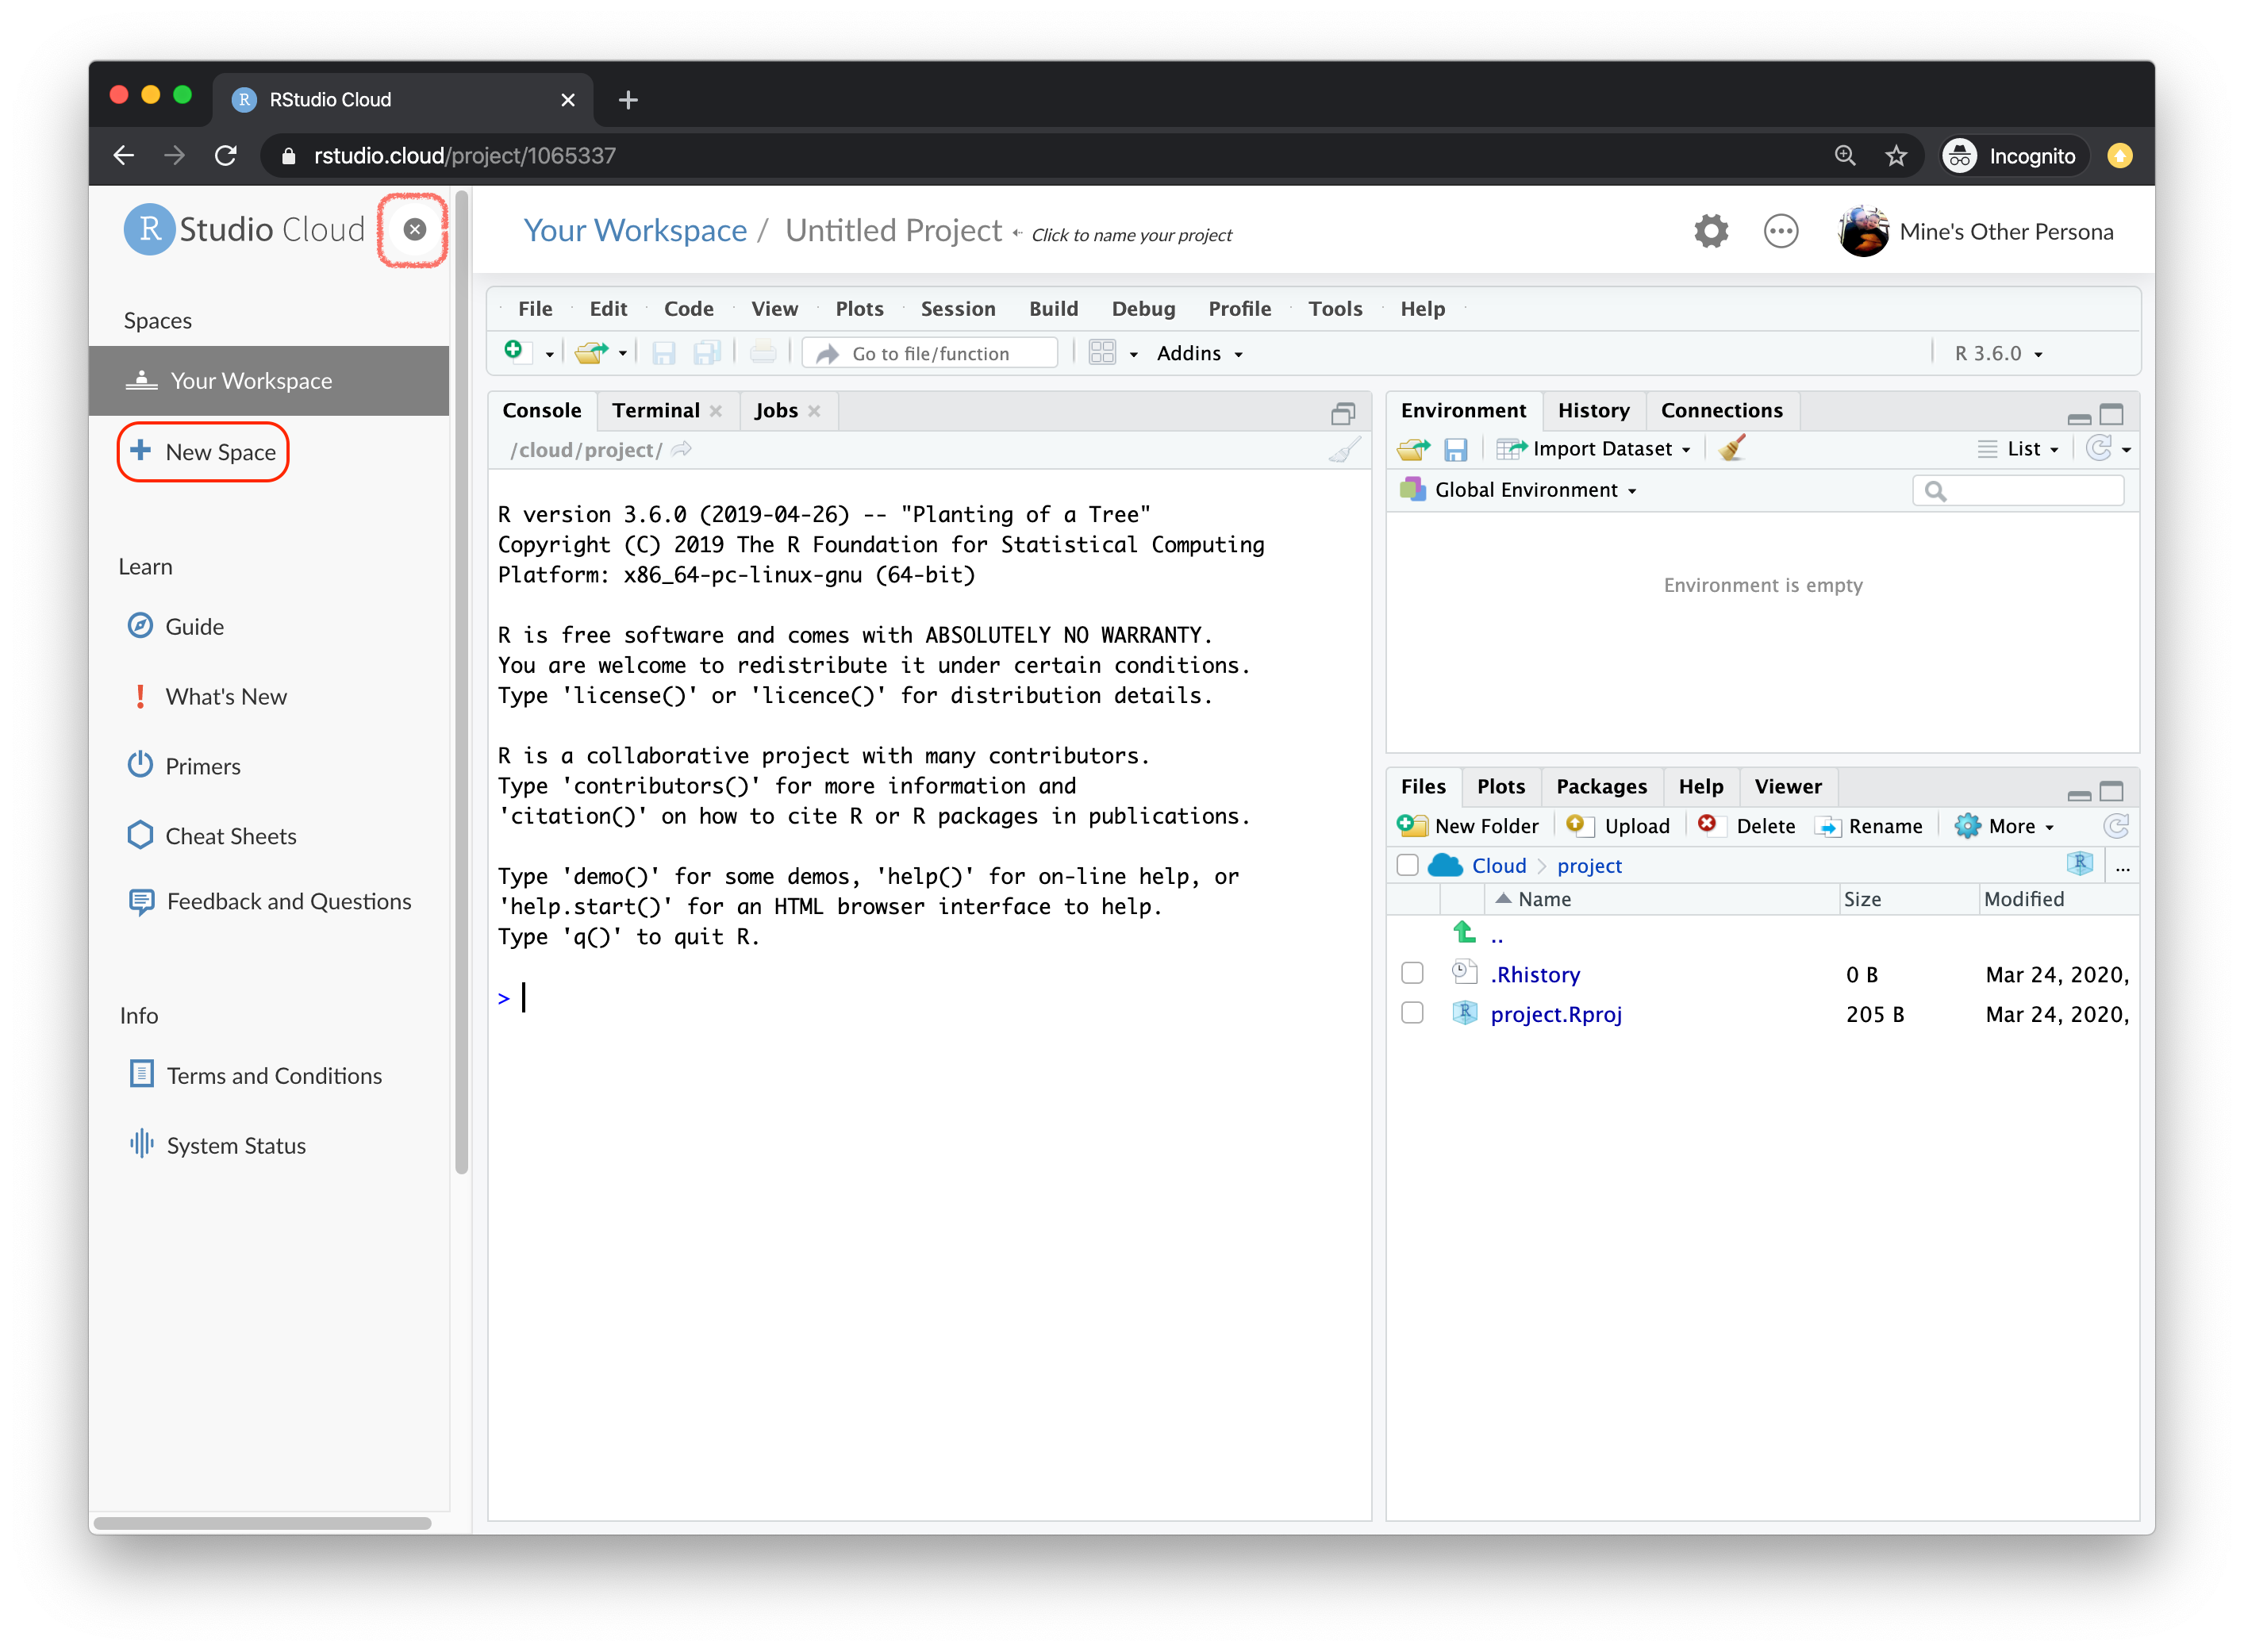 RStudio Cloud
rstudio.cloud/project/1065337
Incognito
R Studio Cloud
Your Workspace / Untitled Project Click to name your project
Mine's Other Persona
Spaces
Your Workspace
New Space
Learn
Guide
What's New
Primers
Cheat Sheets
Feedback and Questions
Info
Terms and Conditions
System Status
File Edit Code View Plots Session Build Debug Profile Tools Help
Go to file/function Addins R 3.6.0
Console Terminal Jobs
/cloud/project/
R version 3.6.0 (2019-04-26) -- "Planting of a Tree"
Copyright (C) 2019 The R Foundation for Statistical Computing
Platform: x86_64-pc-linux-gnu (64-bit)
R is free software and comes with ABSOLUTELY NO WARRANTY.
You are welcome to redistribute it under certain conditions.
Type 'license()' or 'licence()' for distribution details.
R is a collaborative project with many contributors.
Type 'contributors()' for more information and
'citation()' on how to cite R or R packages in publications.
Type 'demo()' for some demos, 'help()' for on-line help, or
'help.start()' for an HTML browser interface to help.
Type 'q()' to quit R.
>
Environment History Connections
Import Dataset List
Global Environment
Environment is empty
Files Plots Packages Help Viewer
New Folder Upload Delete Rename More
Cloud project ...
Name Size Modified
..
.Rhistory 0 B Mar 24, 2020,
project.Rproj 205 B Mar 24, 2020,